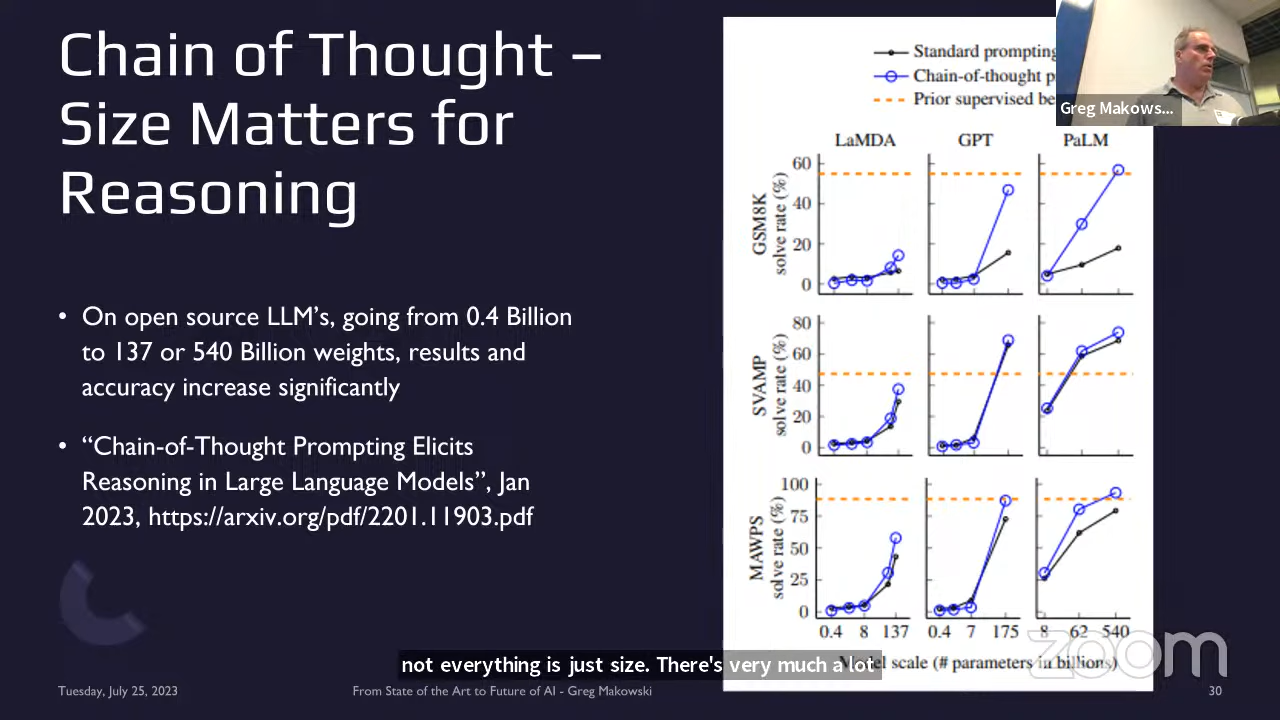 Chain of Thought –
Size Matters for
Reasoning
• On open source LLM's, going from 0.4 Billion
to 137 or 540 Billion weights, results and
accuracy increase significantly
• “Chain-of-Thought Prompting Elicits
Reasoning in Large Language Models”, Jan
2023, https://arxiv.org/pdf/2201.11903.pdf
Standard prompting
Chain-of-thought
Prior supervised
Greg Makows...
LaMDA GPT PaLM
GSM8K
solve rate (%)
60
40
20
0
SVAMP
solve rate (%)
80
60
40
20
0
MAWPS
solve rate (%)
100
75
50
25
0
0.4 8 137 0.4 7 175 8 62 540
Model scale (# parameters in billions)
not everything is just size. There's very much a lot
zoom
Tuesday, July 25, 2023 From State of the Art to Future of AI - Greg Makowski 30